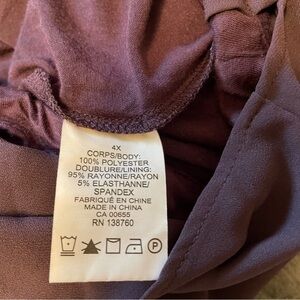 4X
CORPS/BODY:
100% POLYESTER
DOUBLURE/LINING:
95% RAYONNE/RAYON
5% ELASTHANNE/
SPANDEX
FABRIQUÉ EN CHINE
MADE IN CHINA
CA 00655
RN 138760
P